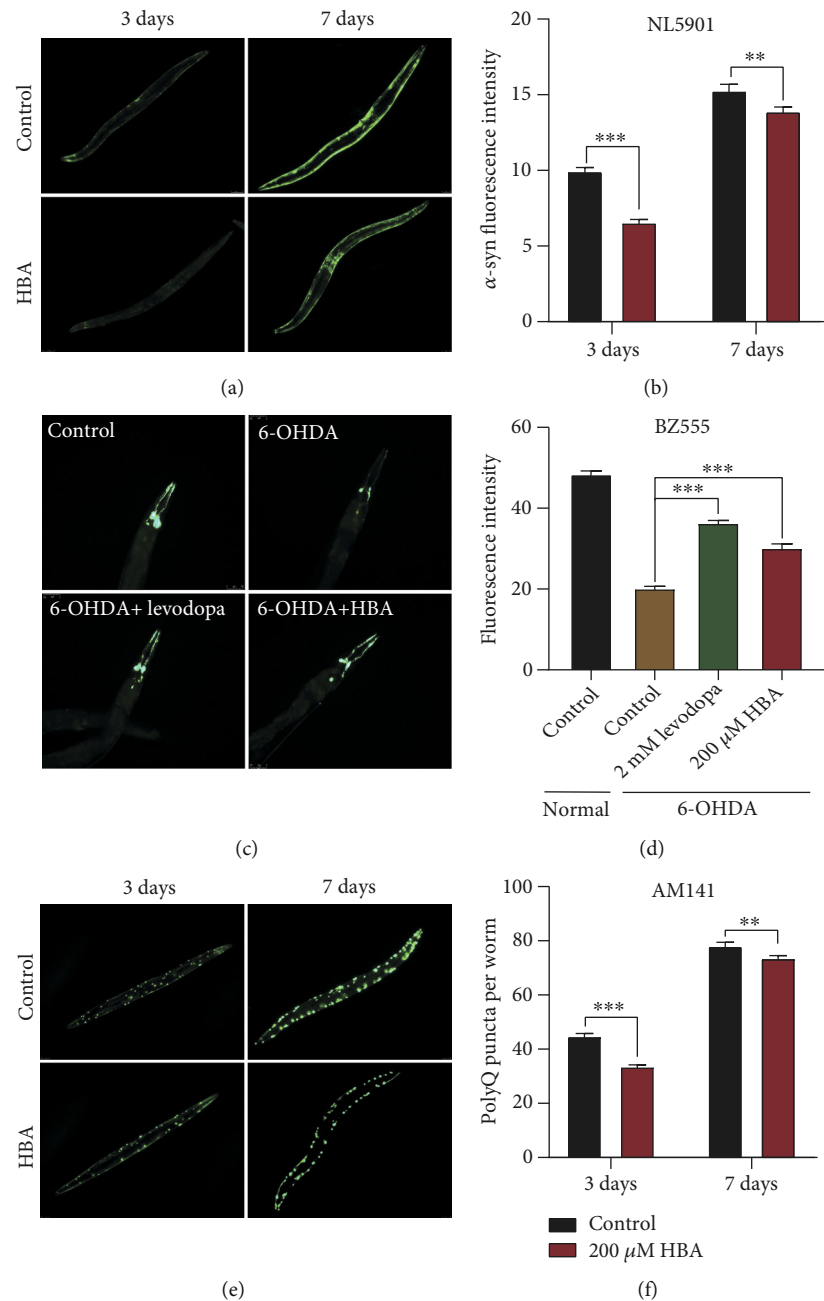 3 days
7 days
Control
HBA
(a)
NL5901
20
15
10
5
0
α-syn fluorescence intensity
***
**
3 days
7 days
(b)
Control
6-OHDA
6-OHDA+ levodopa
6-OHDA+HBA
(c)
BZ555
60
40
20
0
Fluorescence intensity
***
***
Control
Control
2 mM levodopa
200 μM HBA
Normal
6-OHDA
(d)
3 days
7 days
Control
HBA
(e)
AM141
100
80
60
40
20
0
PolyQ puncta per worm
***
**
3 days
7 days
Control
200 μM HBA
(f)